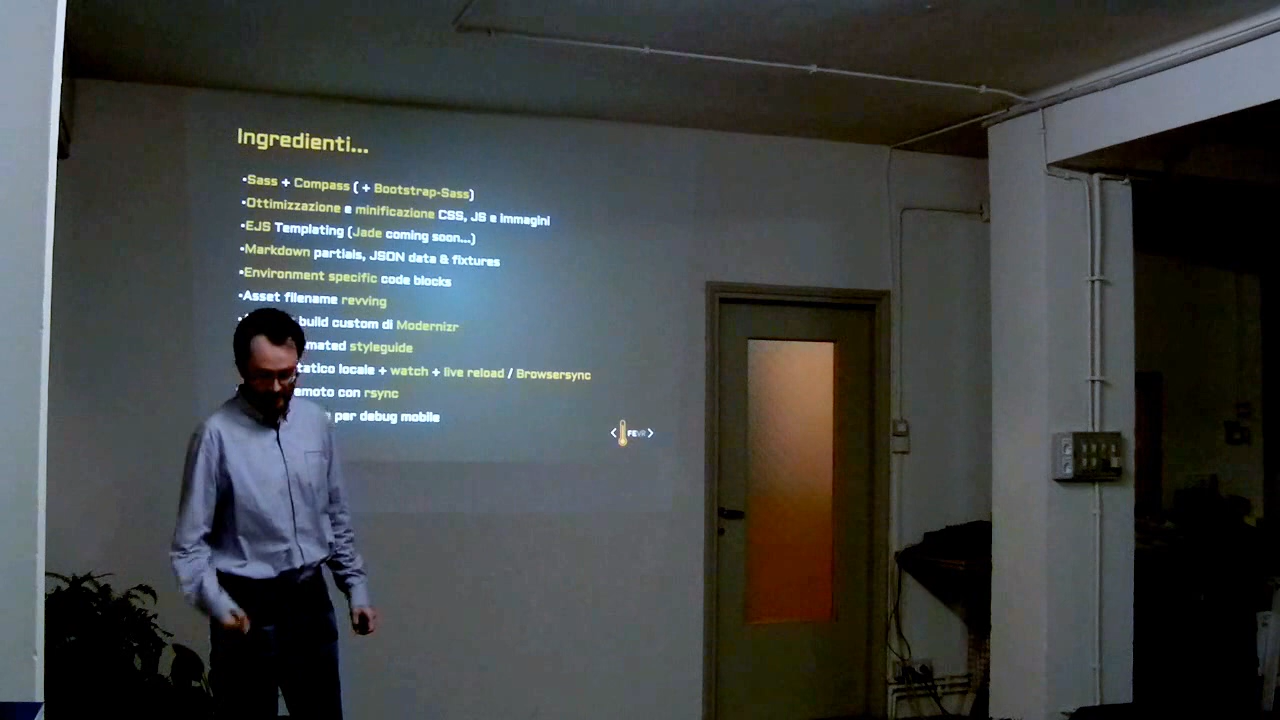 Ingredienti...
•Sass + Compass ( + Bootstrap-Sass)
•Ottimizzazione e minificazione CSS, JS e immagini
•EJS Templating (Jade coming soon...)
•Markdown partials, JSON data & fixtures
•Environment specific code blocks
•Asset filename revving
build custom di Modernizr
mated styleguide
tatico locale + watch + live reload / Browsersync
emoto con rsync
per debug mobile
< FEVR >